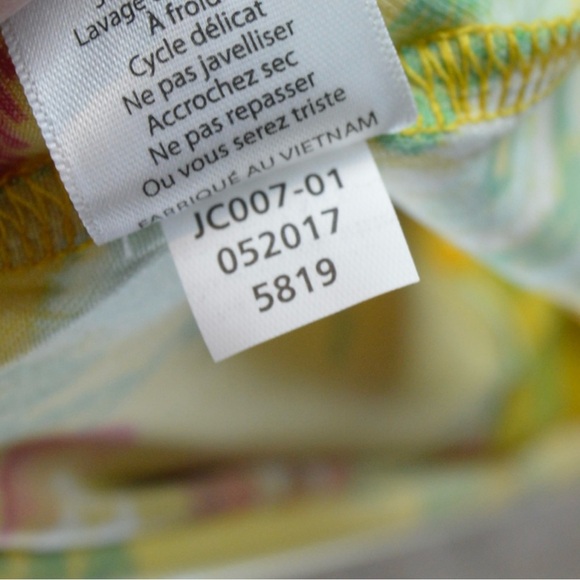 Lavage
À froid
Cycle délicat
Ne pas javelliser
Accrochez sec
Ne pas repasser
Ou vous serez triste
FABRIQUÉ AU VIETNAM
JC007-01
052017
5819